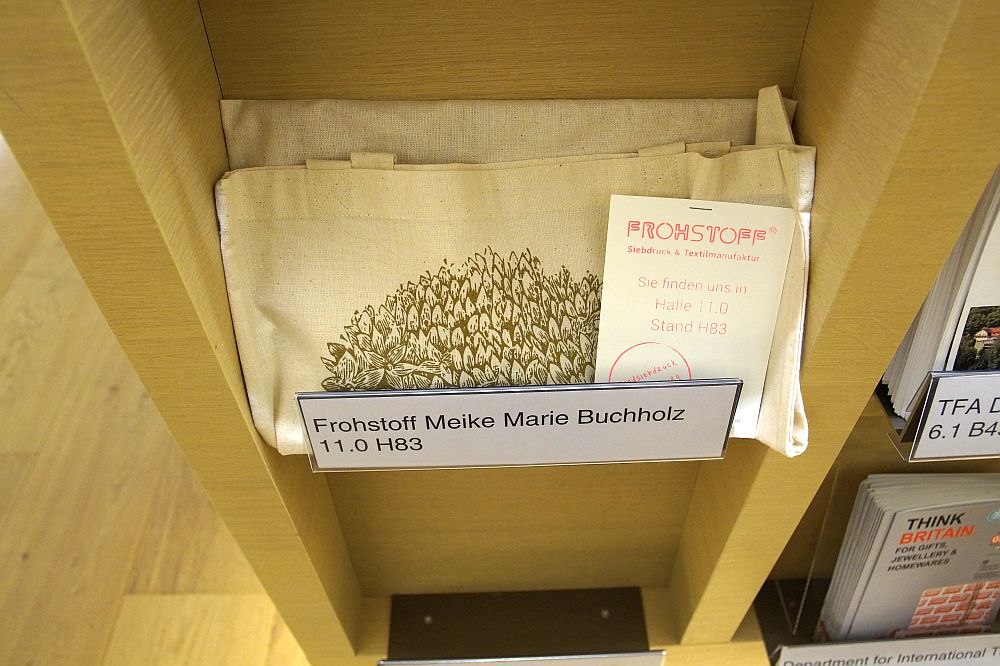 FROHSTOFF®
Siebdruck & Textilmanufaktur
Sie finden uns in
Halle 11.0
Stand H83
Frohstoff Meike Marie Buchholz
11.0 H83
TFA D
6.1 B4
THINK
BRITAIN
FOR GIFTS,
JEWELLERY &
HOMEWARES
Department for International T